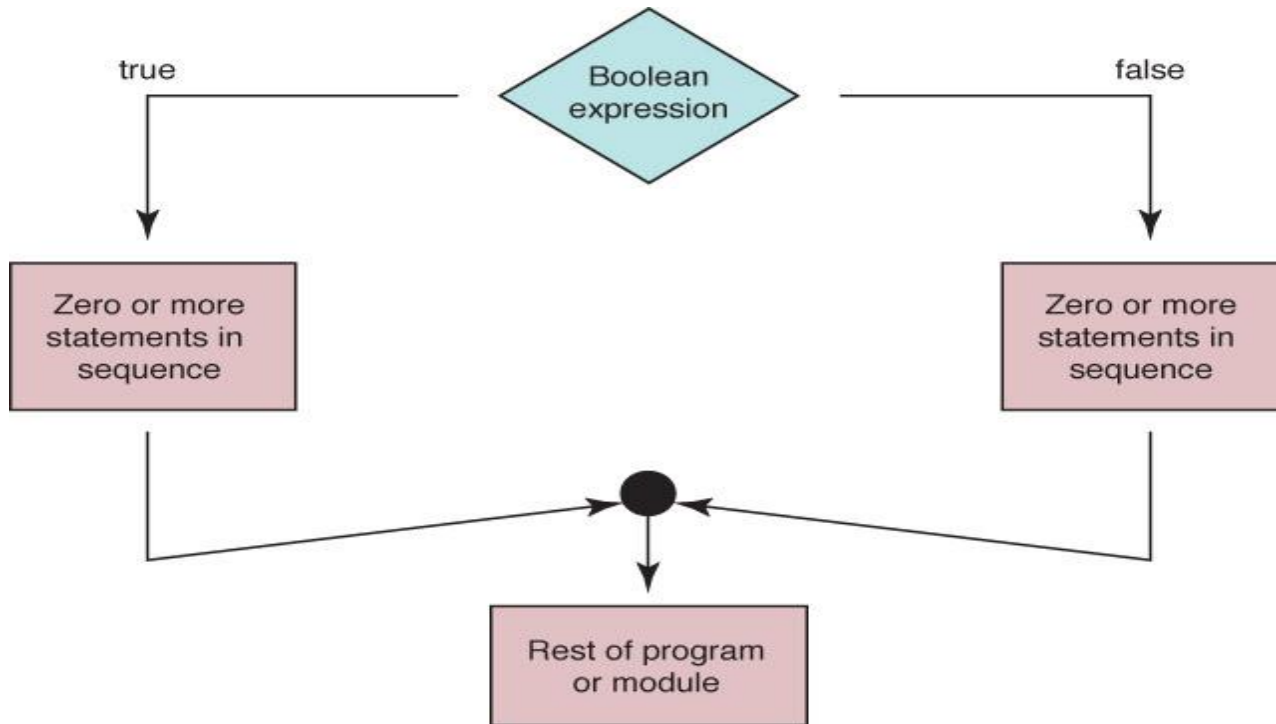 true
Boolean
expression
false
Zero or more
statements in
sequence
Zero or more
statements in
sequence
Rest of program
or module